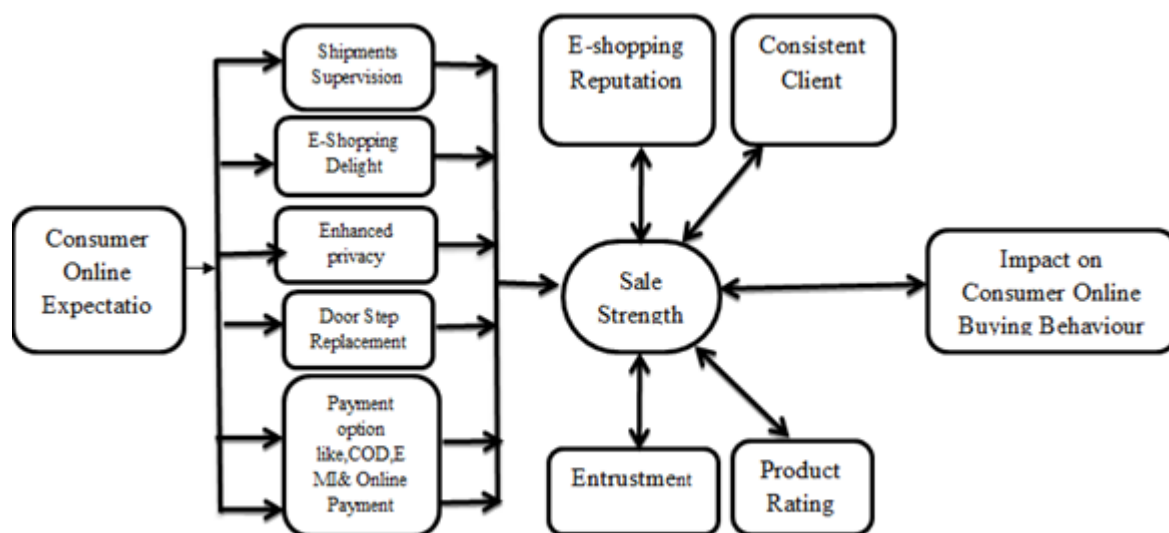 Consumer
Online
Expectatio
Shipments
Supervision
E-Shopping
Delight
Enhanced
privacy
Door Step
Replacement
Payment
option
like,COD,E
MI& Online
Payment
E-shopping
Reputation
Consistent
Client
Sale
Strength
Impact on
Consumer Online
Buying Behaviour
Entrustment
Product
Rating